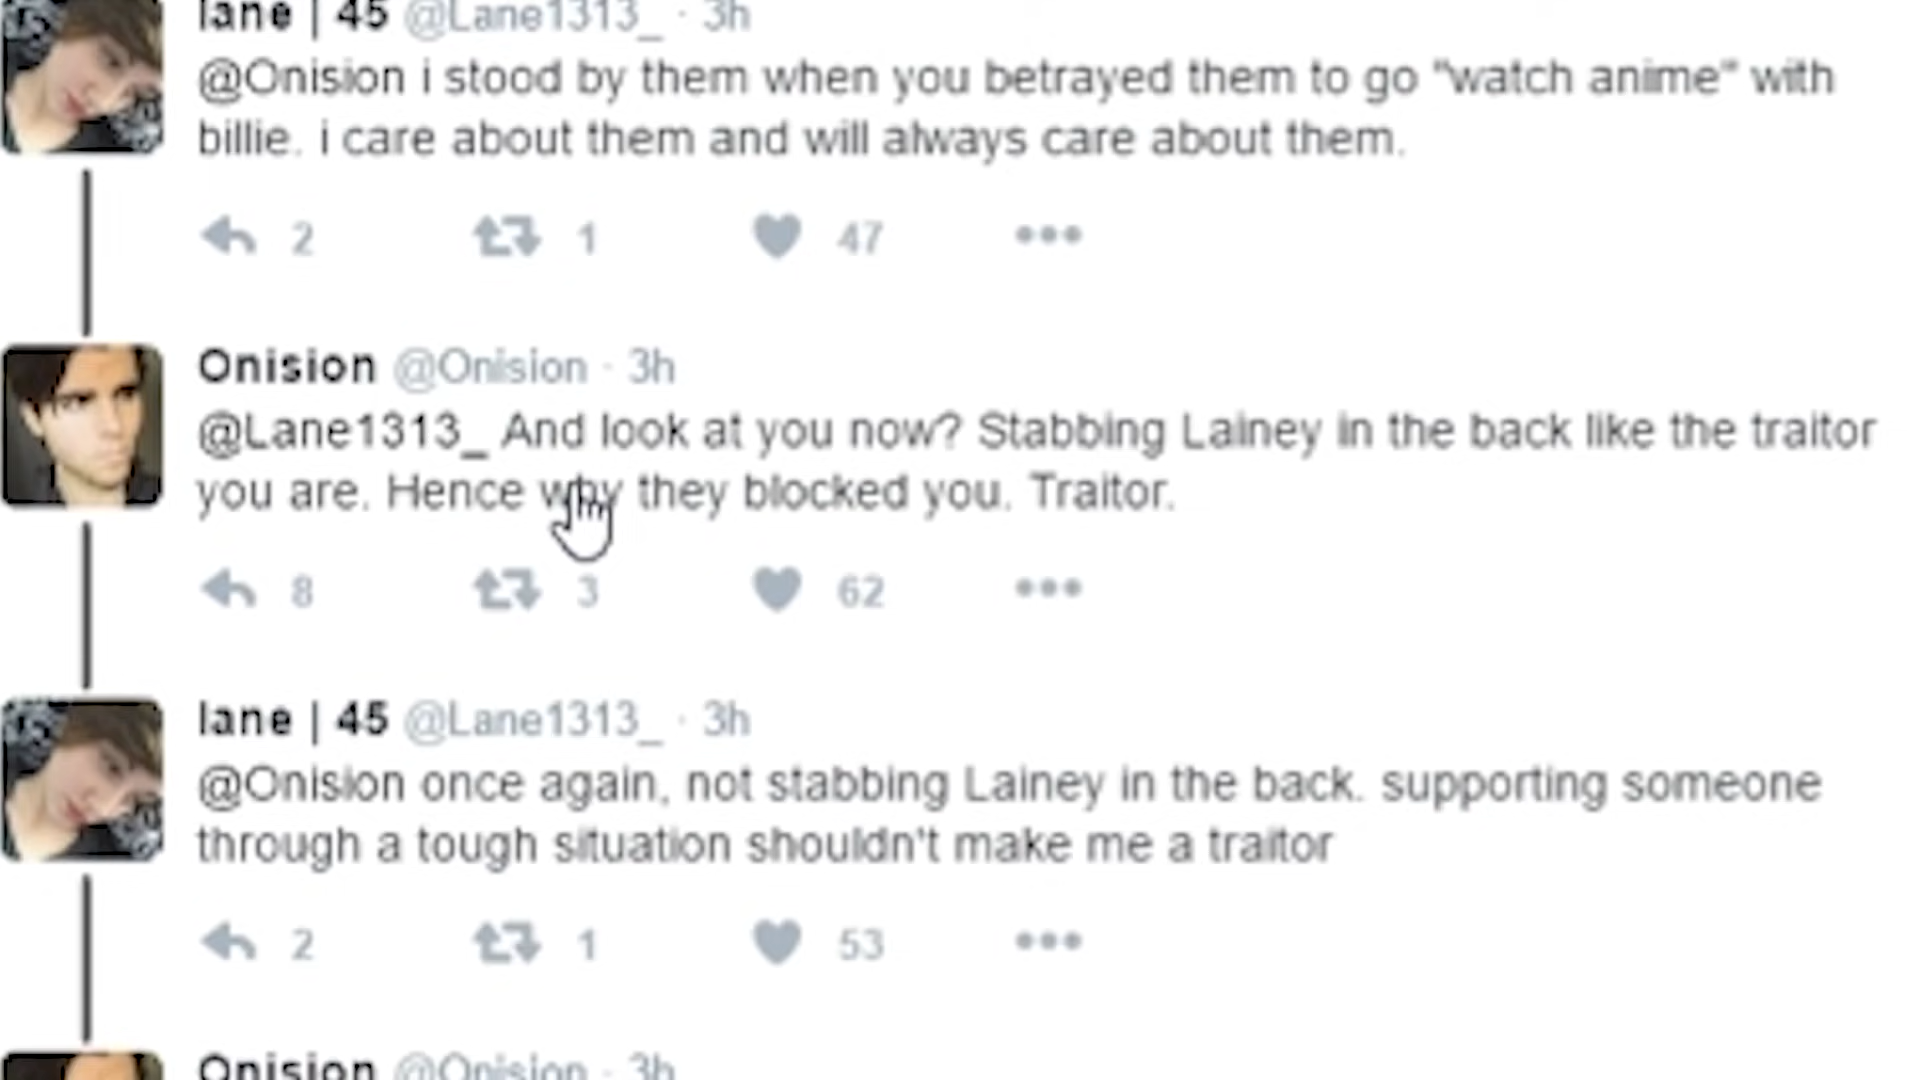 lane | 45 @Lane1313_ · 3h
@Onision i stood by them when you betrayed them to go "watch anime" with
billie. i care about them and will always care about them.
2 1 47
Onision @Onision · 3h
@Lane1313_ And look at you now? Stabbing Lainey in the back like the traitor
you are. Hence why they blocked you. Traitor.
8 3 62
lane | 45 @Lane1313_ · 3h
@Onision once again, not stabbing Lainey in the back. supporting someone
through a tough situation shouldn't make me a traitor
2 1 53
Onision @Onision · 3h